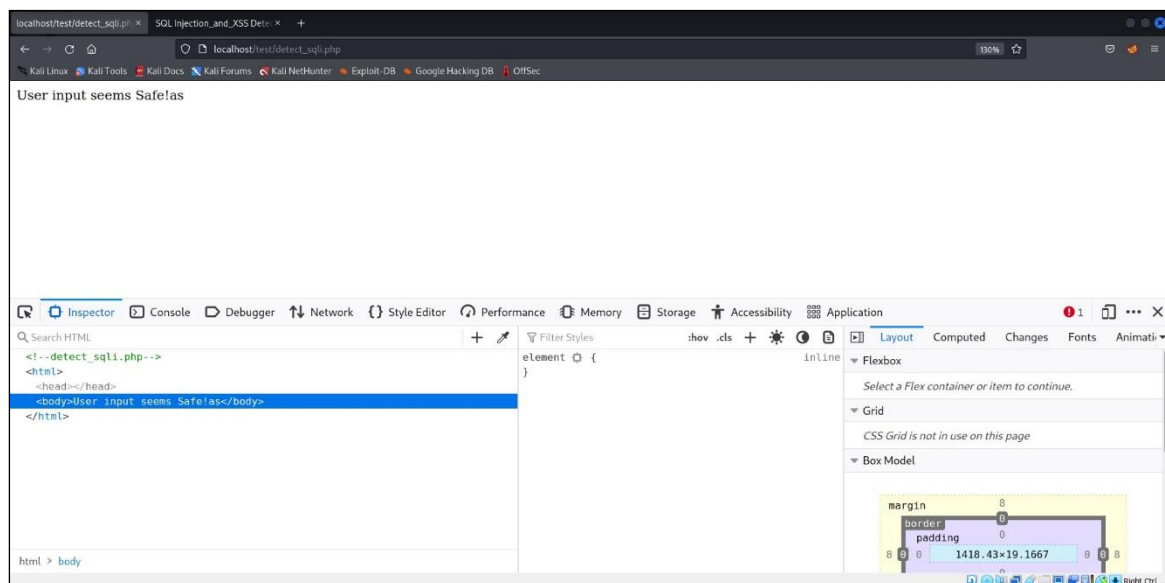 localhost/test/detect_sqli.ph × SQL Injection_and_XSS Dete × +
localhost/test/detect_sqli.php 130%
Kali Linux Kali Tools Kali Docs Kali Forums Kali NetHunter Exploit-DB Google Hacking DB OffSec
User input seems Safe!as
Inspector Console Debugger Network {} Style Editor Performance Memory Storage Accessibility Application 1
Search HTML + Filter Styles :hov .cls + Layout Computed Changes Fonts Animati
<!--detect_sqli.php-->
<html>
<head></head>
<body>User input seems Safe!as</body>
</html>
element { inline
}
Flexbox
Select a Flex container or item to continue.
Grid
CSS Grid is not in use on this page
Box Model
margin 8
border 0
padding 0
8 0 0 1418.43×19.1667 0 0 8
html > body
Right Ctrl